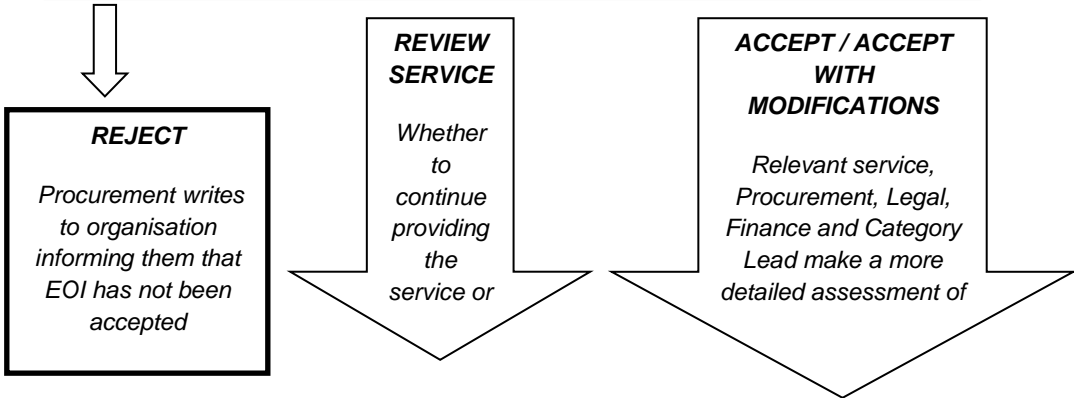 REJECT
Procurement writes
to organisation
informing them that
EOI has not been
accepted
REVIEW
SERVICE
Whether
to
continue
providing
the
service or
ACCEPT / ACCEPT
WITH
MODIFICATIONS
Relevant service,
Procurement, Legal,
Finance and Category
Lead make a more
detailed assessment of